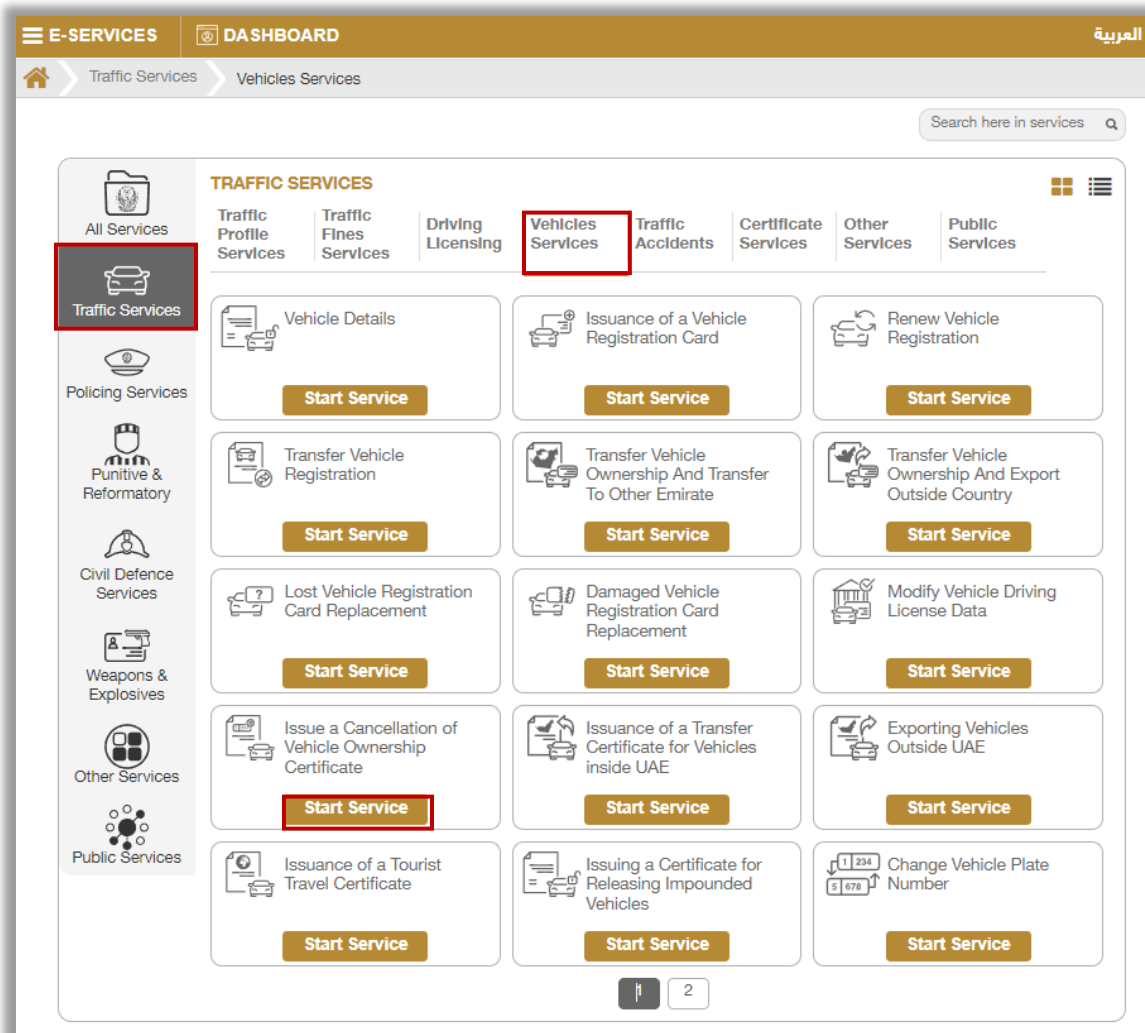 E-SERVICES
DASHBOARD
العربية
Traffic Services
Vehicles Services
Search here in services
All Services
Traffic Services
Policing Services
Punitive &
Reformatory
Civil Defence
Services
Weapons &
Explosives
Other Services
Public Services
TRAFFIC SERVICES
Traffic
Profile
Services
Traffic
Fines
Services
Driving
Licensing
Vehicles
Services
Traffic
Accidents
Certificate
Services
Other
Services
Public
Services
Vehicle Details
Start Service
Issuance of a Vehicle
Registration Card
Start Service
Renew Vehicle
Registration
Start Service
Transfer Vehicle
Registration
Start Service
Transfer Vehicle
Ownership And Transfer
To Other Emirate
Start Service
Transfer Vehicle
Ownership And Export
Outside Country
Start Service
?
Lost Vehicle Registration
Card Replacement
Start Service
Damaged Vehicle
Registration Card
Replacement
Start Service
Modify Vehicle Driving
License Data
Start Service
Issue a Cancellation of
Vehicle Ownership
Certificate
Start Service
Issuance of a Transfer
Certificate for Vehicles
inside UAE
Start Service
Exporting Vehicles
Outside UAE
Start Service
Issuance of a Tourist
Travel Certificate
Start Service
Issuing a Certificate for
Releasing Impounded
Vehicles
Start Service
1 234
5 678
Change Vehicle Plate
Number
Start Service
1
2